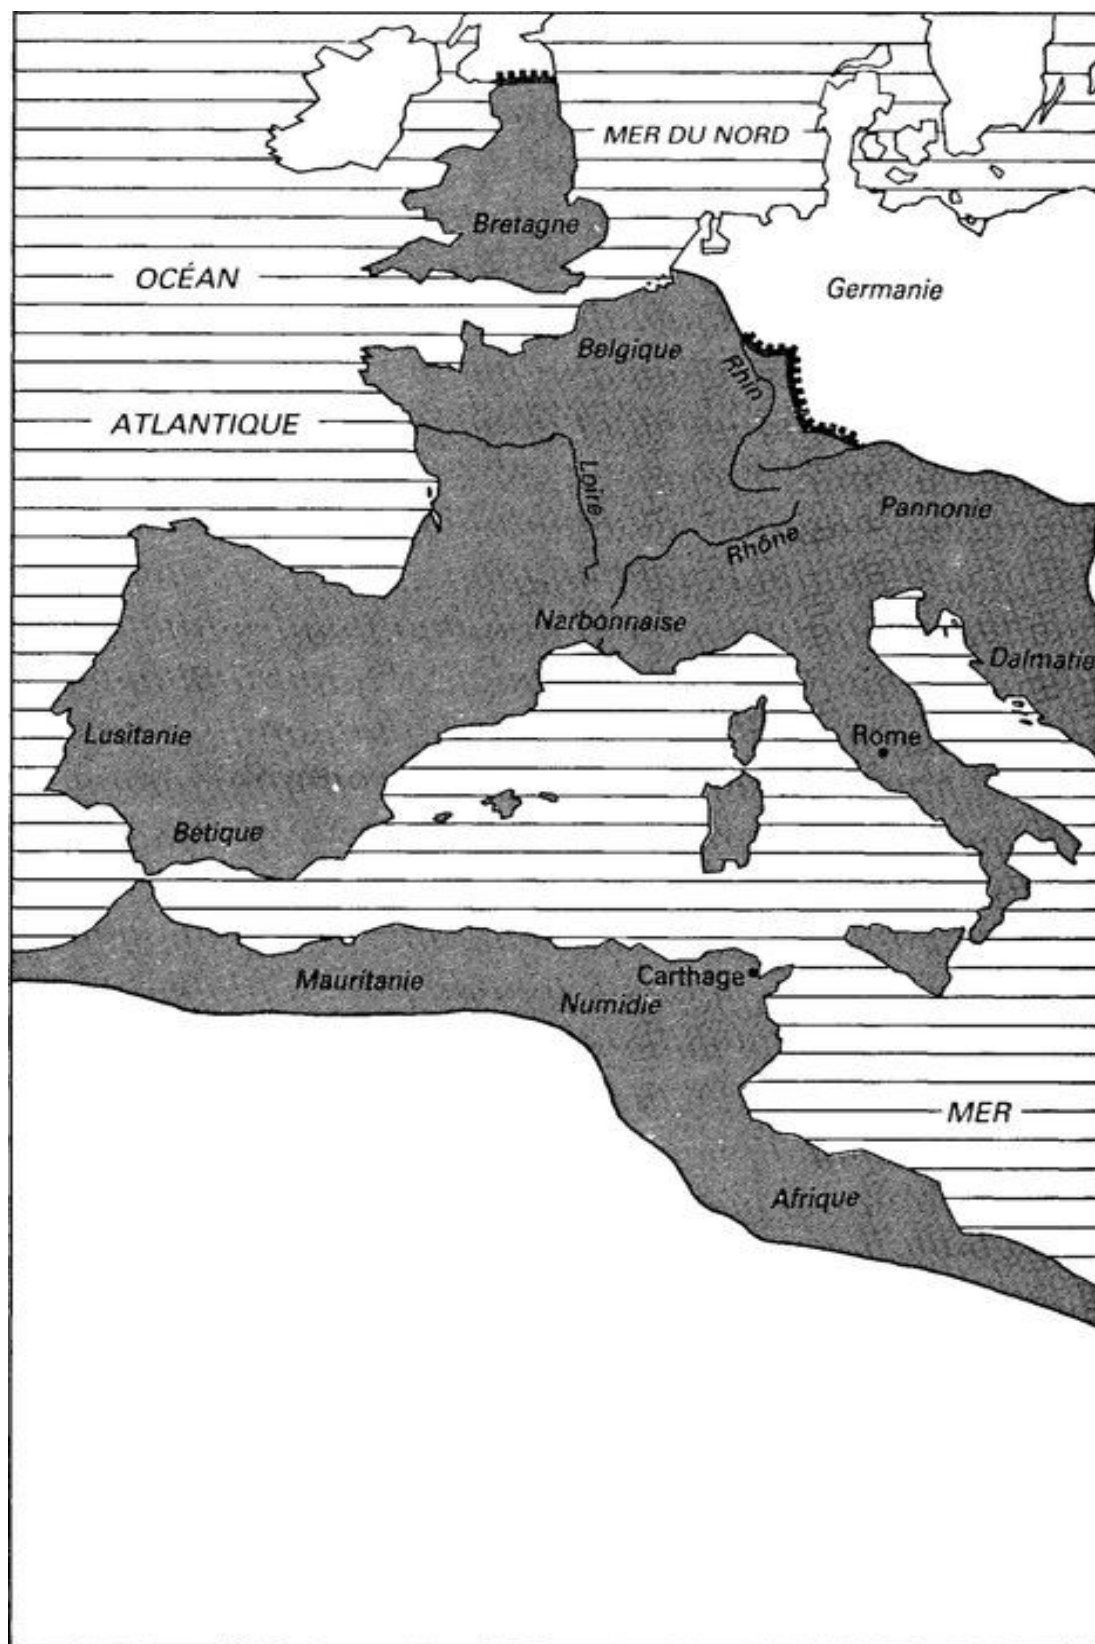 MER DU NORD
Bretagne
OCÉAN
Germanie
Belgique
Rhin
ATLANTIQUE
Loire
Pannonie
Rhône
Narbonnaise
Dalmatie
Lusitanie
Rome
Bétique
Mauritanie
Carthage
Numidie
MER
Afrique